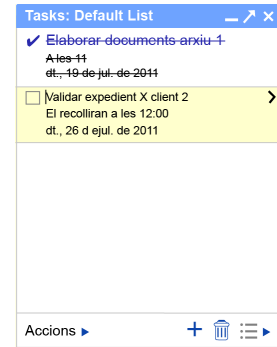 Tasks: Default List
Elaborar documents arxiu 1
A les 11
dt., 19 de jul. de 2011
Validar expedient X client 2
El recolliran a les 12:00
dt., 26 d ejul. de 2011
Accions